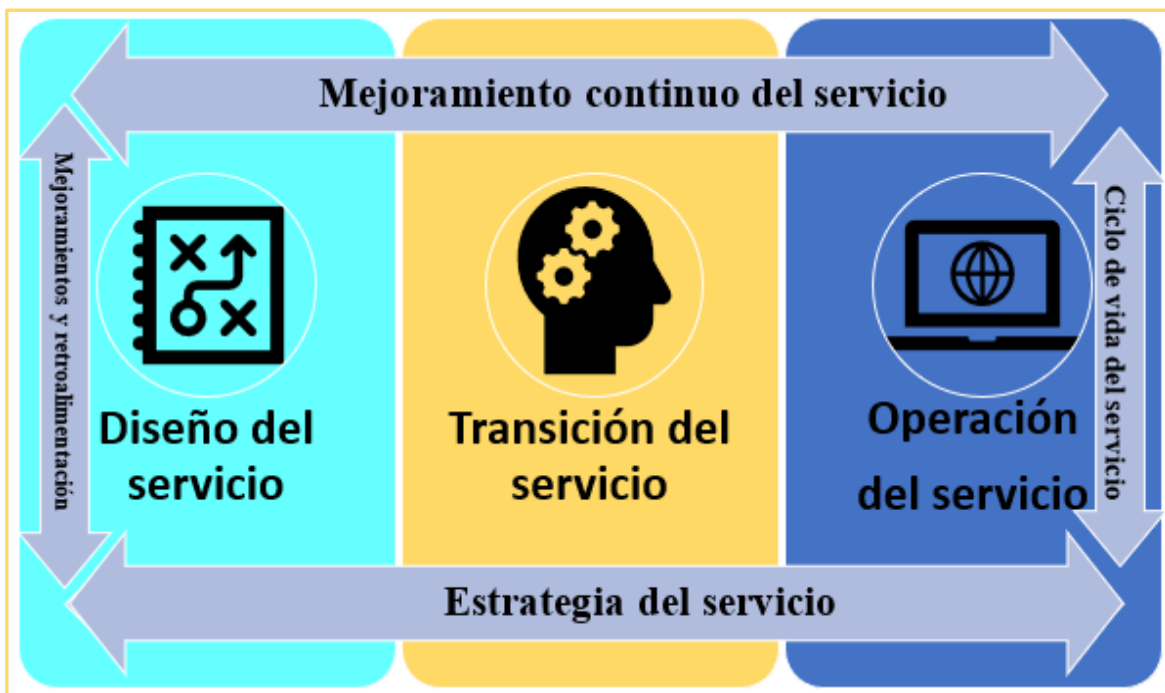 Mejoramiento continuo del servicio
Mejoramientos y retroalimentación
Diseño del
servicio
Transición del
servicio
Operación
del servicio
Ciclo de vida del servicio
Estrategia del servicio